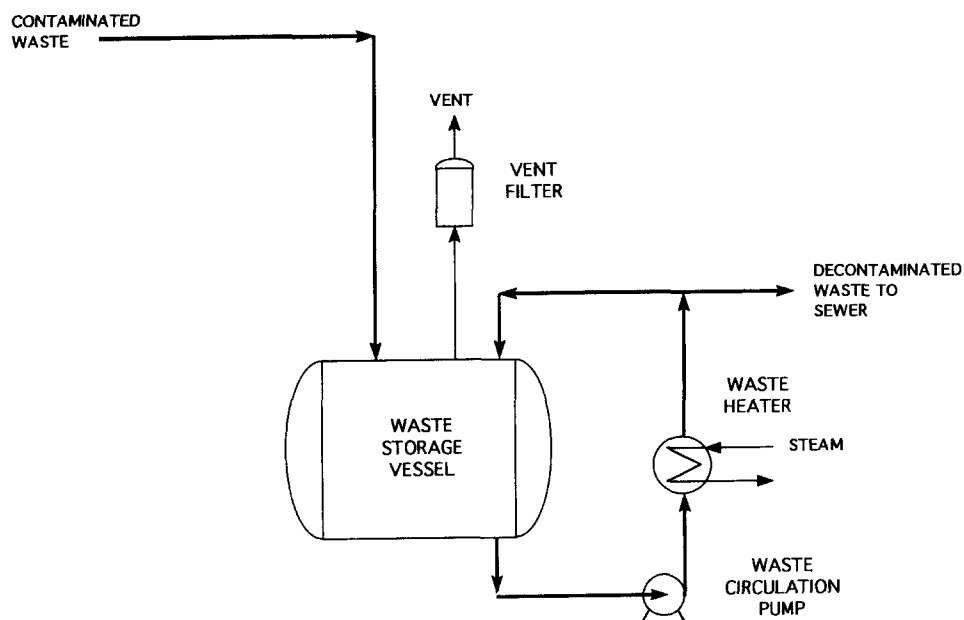 CONTAMINATED
WASTE
VENT
VENT
FILTER
DECONTAMINATED
WASTE TO
SEWER
WASTE
HEATER
STEAM
WASTE
STORAGE
VESSEL
WASTE
CIRCULATION
PUMP